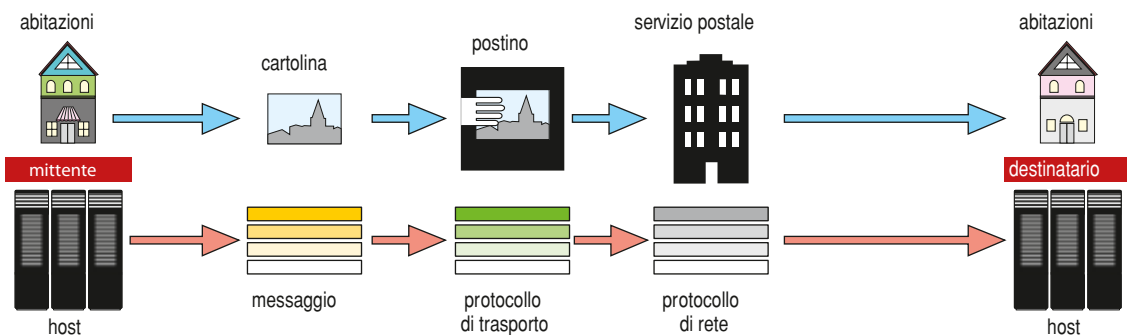 abitazioni
cartolina
postino
servizio postale
abitazioni
mittente
destinatario
host
messaggio
protocollo
di trasporto
protocollo
di rete
host